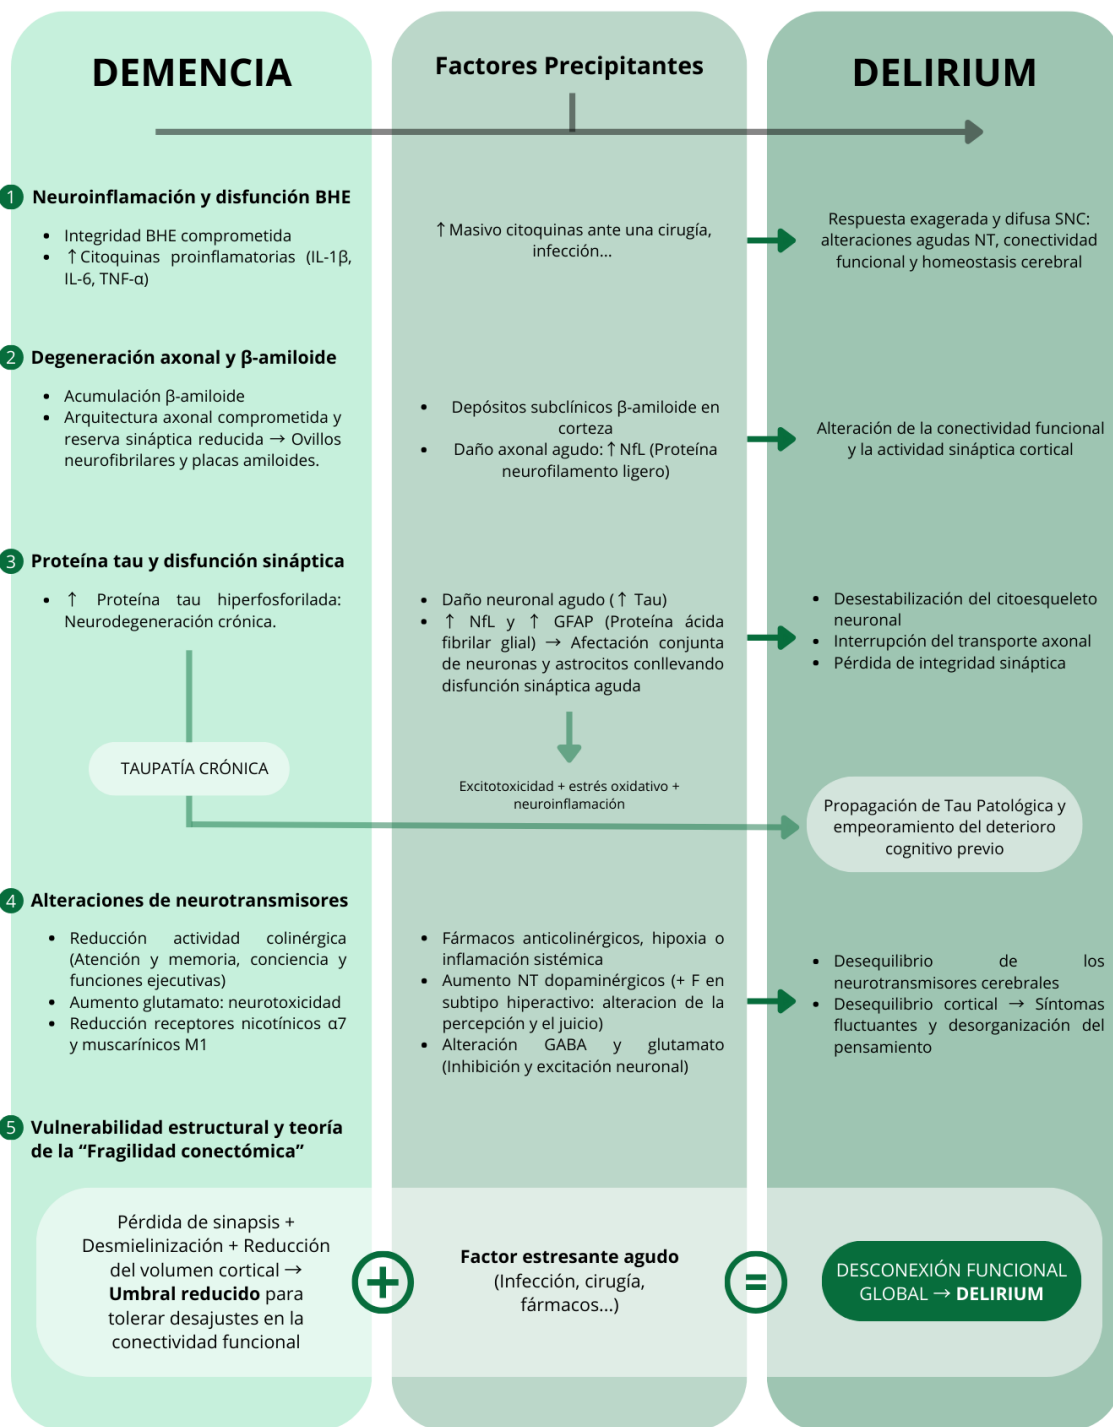 DEMENCIA
Factores Precipitantes
DELIRIUM
1 Neuroinflamación y disfunción BHE
• Integridad BHE comprometida
• ↑Citoquinas proinflamatorias (IL-1β,
IL-6, TNF-α)
↑Masivo citoquinas ante una cirugía,
infección...
Respuesta exagerada y difusa SNC:
alteraciones agudas NT, conectividad
funcional y homeostasis cerebral
2 Degeneración axonal y β-amiloide
• Acumulación β-amiloide
• Arquitectura axonal comprometida y
reserva sináptica reducida → Ovillos
neurofibrilares y placas amiloides.
• Depósitos subclínicos β-amiloide en
corteza
• Daño axonal agudo: ↑NfL (Proteína
neurofilamento ligero)
Alteración de la conectividad funcional
y la actividad sináptica cortical
3 Proteína tau y disfunción sináptica
• ↑ Proteína tau hiperfosforilada:
Neurodegeneración crónica.
• Daño neuronal agudo (↑ Tau)
• ↑ NfL y ↑ GFAP (Proteína ácida
fibrilar glial) → Afectación conjunta
de neuronas y astrocitos conllevando
disfunción sináptica aguda
• Desestabilización del citoesqueleto
neuronal
• Interrupción del transporte axonal
• Pérdida de integridad sináptica
TAUPATÍA CRÓNICA
Excitotoxicidad + estrés oxidativo +
neuroinflamación
Propagación de Tau Patológica y
empeoramiento del deterioro
cognitivo previo
4 Alteraciones de neurotransmisores
• Reducción actividad colinérgica
(Atención y memoria, conciencia y
funciones ejecutivas)
• Aumento glutamato: neurotoxicidad
• Reducción receptores nicotínicos α7
y muscarínicos M1
• Fármacos anticolinérgicos, hipoxia o
inflamación sistémica
• Aumento NT dopaminérgicos (+ F en
subtipo hiperactivo: alteracion de la
percepción y el juicio)
• Alteración GABA y glutamato
(Inhibición y excitación neuronal)
• Desequilibrio de los
neurotransmisores cerebrales
• Desequilibrio cortical → Síntomas
fluctuantes y desorganización del
pensamiento
5 Vulnerabilidad estructural y teoría
de la “Fragilidad conectómica”
Pérdida de sinapsis +
Desmielinización + Reducción
del volumen cortical →
Umbral reducido para
tolerar desajustes en la
conectividad funcional
+
Factor estresante agudo
(Infección, cirugía,
fármacos...)
=
DESCONEXIÓN FUNCIONAL
GLOBAL → DELIRIUM